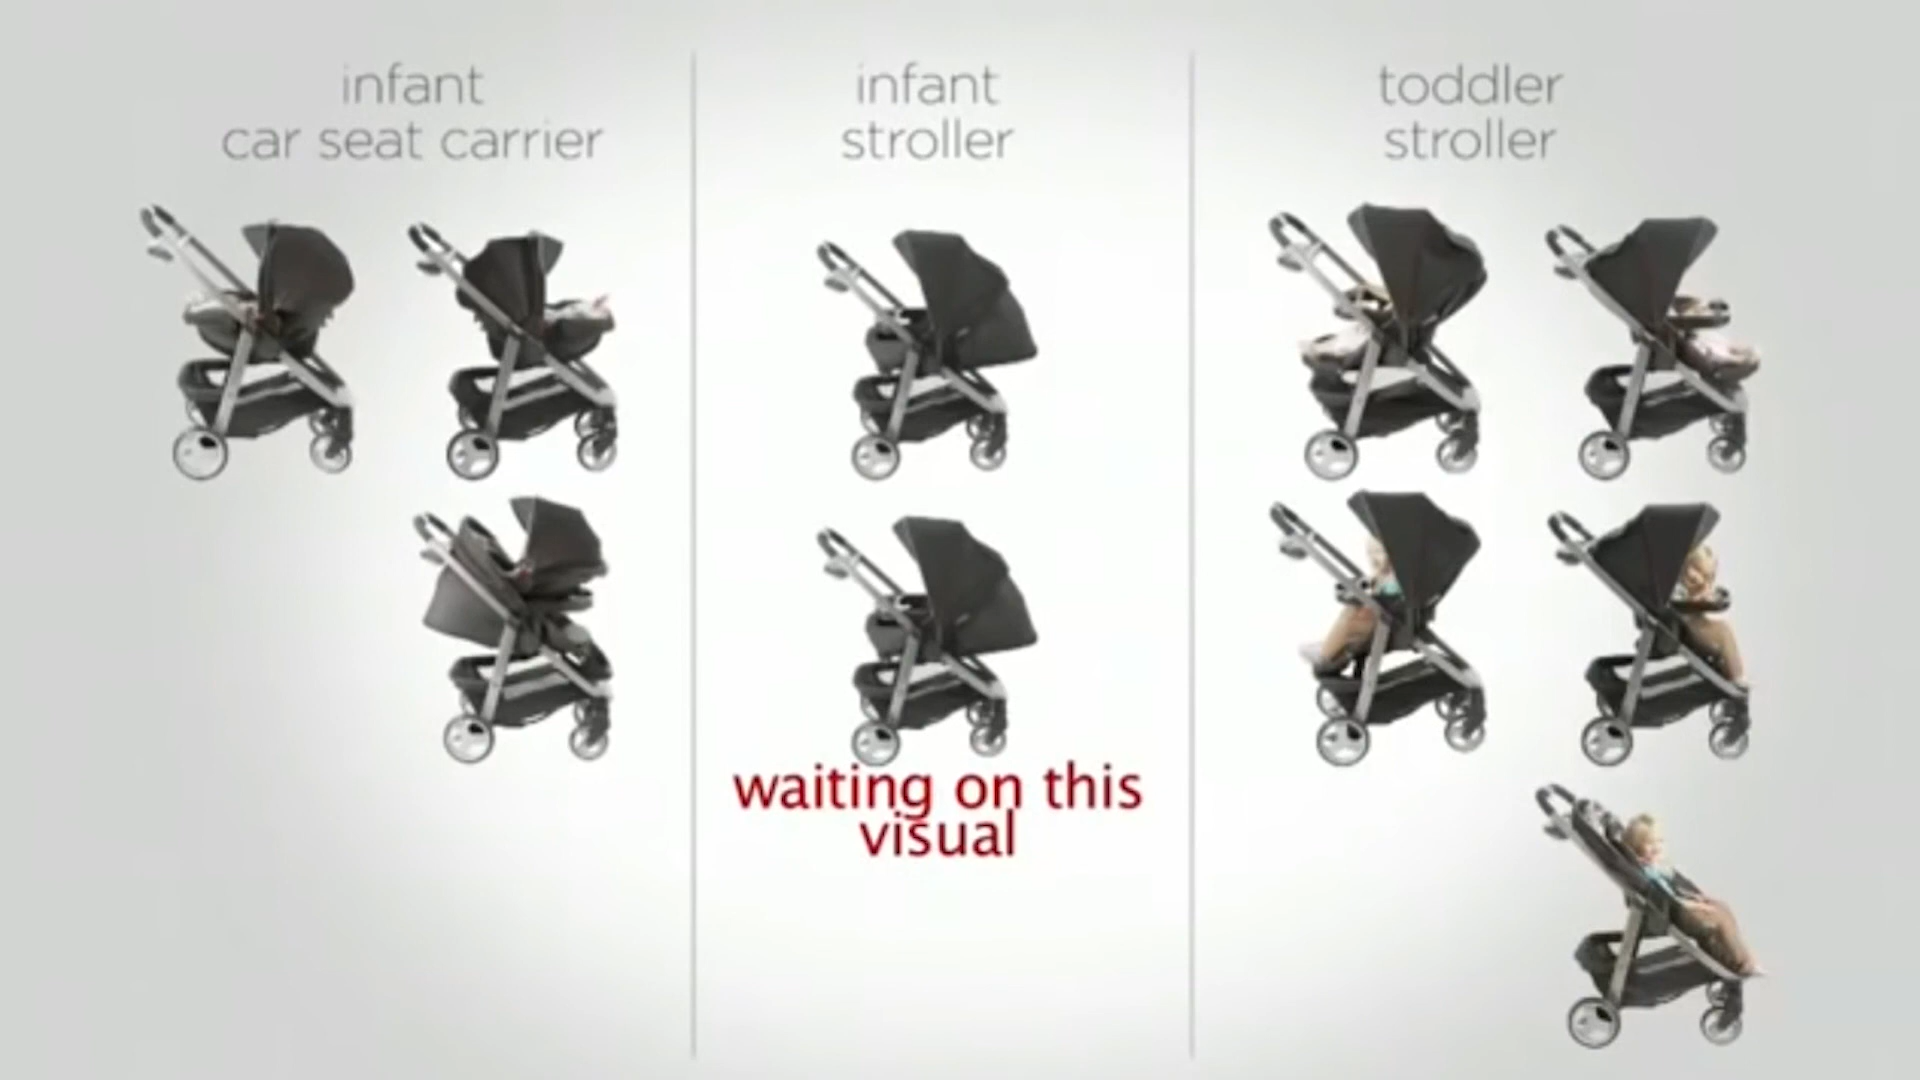 infant
car seat carrier
infant
stroller
toddler
stroller
waiting on this
visual